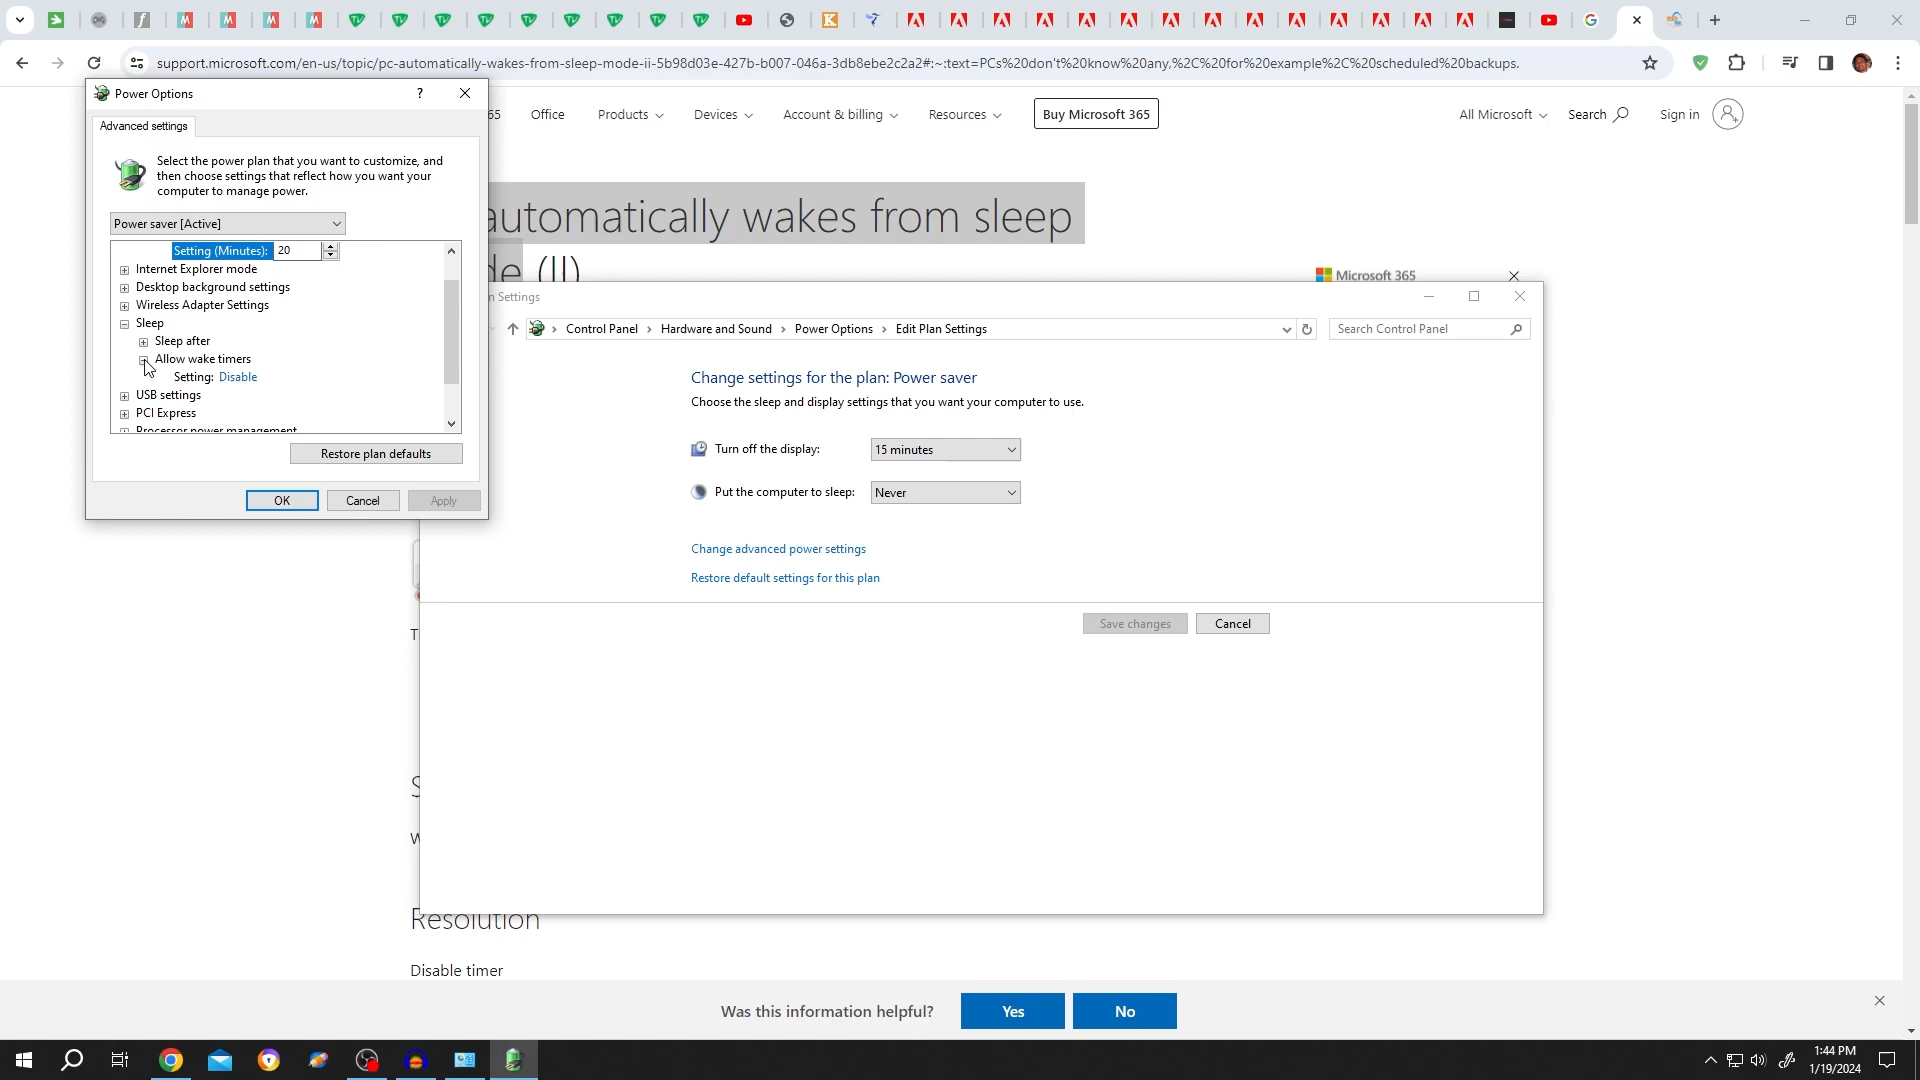 support.microsoft.com/en-us/topic/pc-automatically-wakes-from-sleep-mode-ii-5b98d03e-427b-b007-046a-3db8ebe2c2a2#:~:text=PCs%20don't%20know%20any,%2C%20for%20example%2C%20scheduled%20backups.
65
Office
Products
Devices
Account & billing
Resources
Buy Microsoft 365
All Microsoft
Search
Sign in
automatically wakes from sleep
de (II)
Microsoft 365
Power Options
?
Advanced settings
Select the power plan that you want to customize, and
then choose settings that reflect how you want your
computer to manage power.
Power saver [Active]
Setting (Minutes): 20
Internet Explorer mode
Desktop background settings
Wireless Adapter Settings
Sleep
Sleep after
Allow wake timers
Setting: Disable
USB settings
PCI Express
Processor power management
Restore plan defaults
OK
Cancel
Apply
n Settings
Control Panel > Hardware and Sound > Power Options > Edit Plan Settings
Search Control Panel
Change settings for the plan: Power saver
Choose the sleep and display settings that you want your computer to use.
Turn off the display: 15 minutes
Put the computer to sleep: Never
Change advanced power settings
Restore default settings for this plan
Save changes
Cancel
T
S
W
Resolution
Disable timer
Was this information helpful?
Yes
No
1:44 PM
1/19/2024